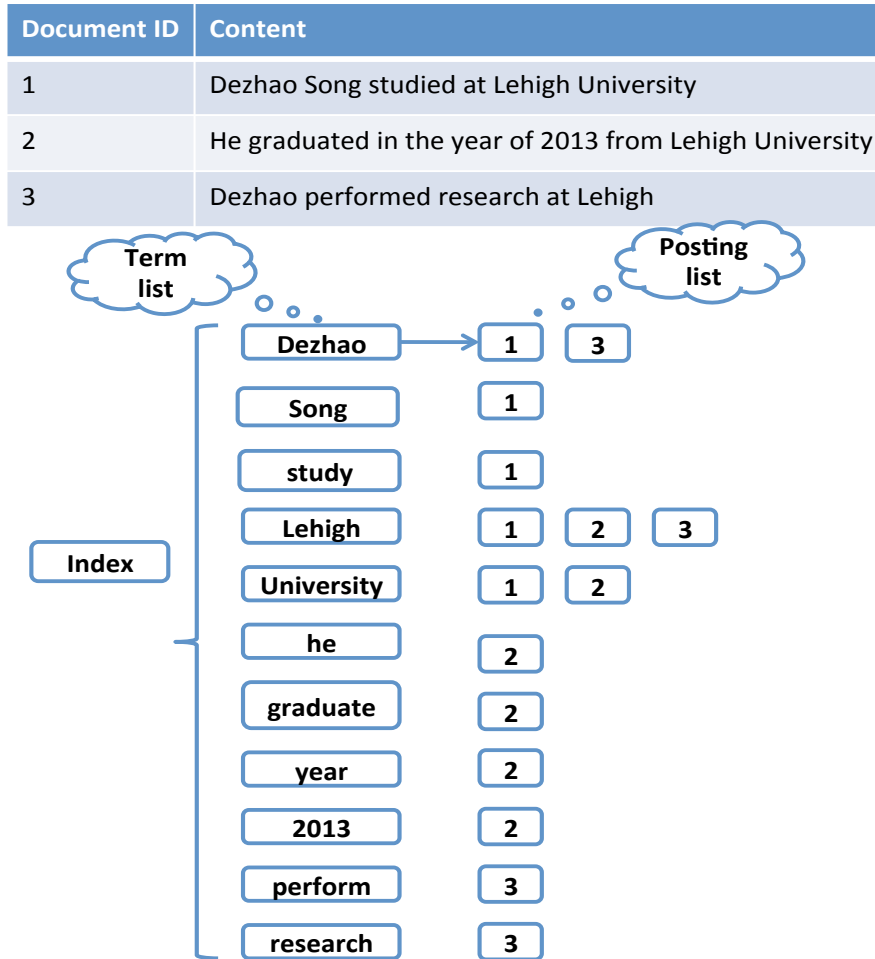 Document ID Content
1 Dezhao Song studied at Lehigh University
2 He graduated in the year of 2013 from Lehigh University
3 Dezhao performed research at Lehigh
Term list
Posting list
Dezhao 1 3
Song 1
study 1
Lehigh 1 2 3
Index
University 1 2
he 2
graduate 2
year 2
2013 2
perform 3
research 3